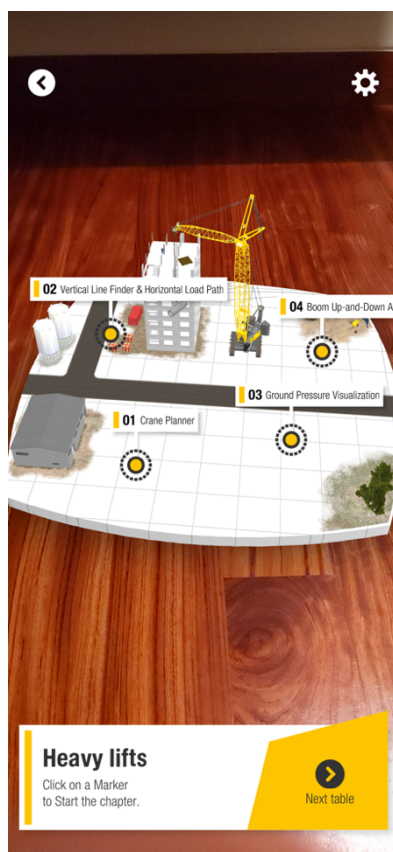 02 Vertical Line Finder & Horizontal Load Path
04 Boom Up-and-Down A
03 Ground Pressure Visualization
01 Crane Planner
Heavy lifts
Click on a Marker
to Start the chapter.
Next table